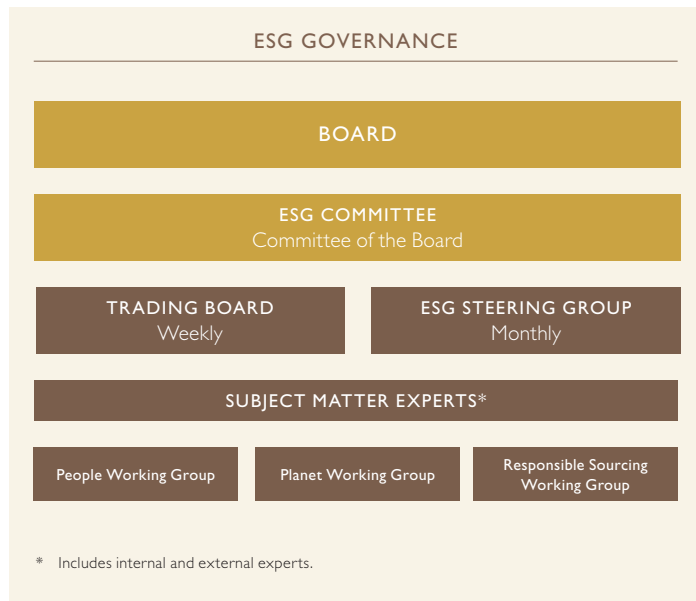 ESG GOVERNANCE
BOARD
ESG COMMITTEE
Committee of the Board
TRADING BOARD
Weekly
ESG STEERING GROUP
Monthly
SUBJECT MATTER EXPERTS*
People Working Group
Planet Working Group
Responsible Sourcing
Working Group
* Includes internal and external experts.